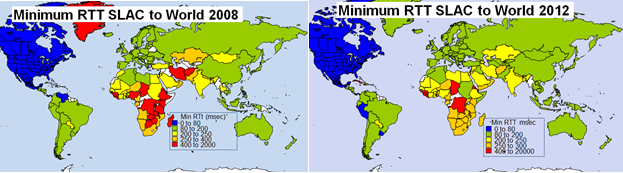 Minimum RTT SLAC to World 2008
Min RTt (msec)
0 to 80
80 to 200
200 to 250
250 to 400
400 to 2000
Minimum RTT SLAC to World 2012
Min RTT msec
0 to 80
80 to 200
200 to 250
250 to 300
400 to 20000